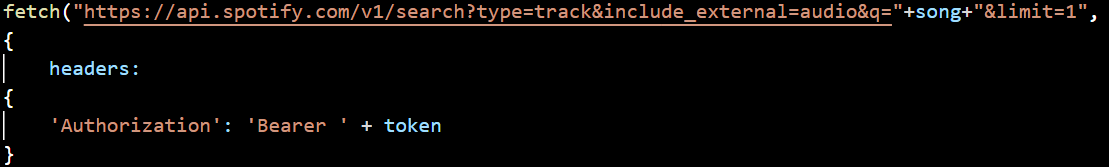 fetch("https://api.spotify.com/v1/search?type=track&include_external=audio&q="+song+"&limit=1",
{
headers:
{
'Authorization': 'Bearer ' + token
}